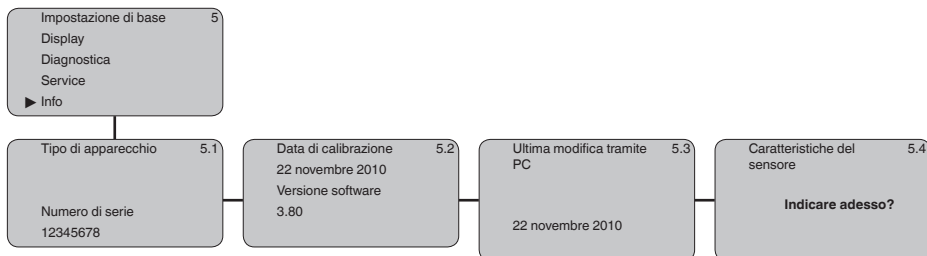 Impostazione di base 5
Display
Diagnostica
Service
▶ Info
Tipo di apparecchio 5.1
Numero di serie
12345678
Data di calibrazione 5.2
22 novembre 2010
Versione software
3.80
Ultima modifica tramite 5.3
PC
22 novembre 2010
Caratteristiche del 5.4
sensore
Indicare adesso?